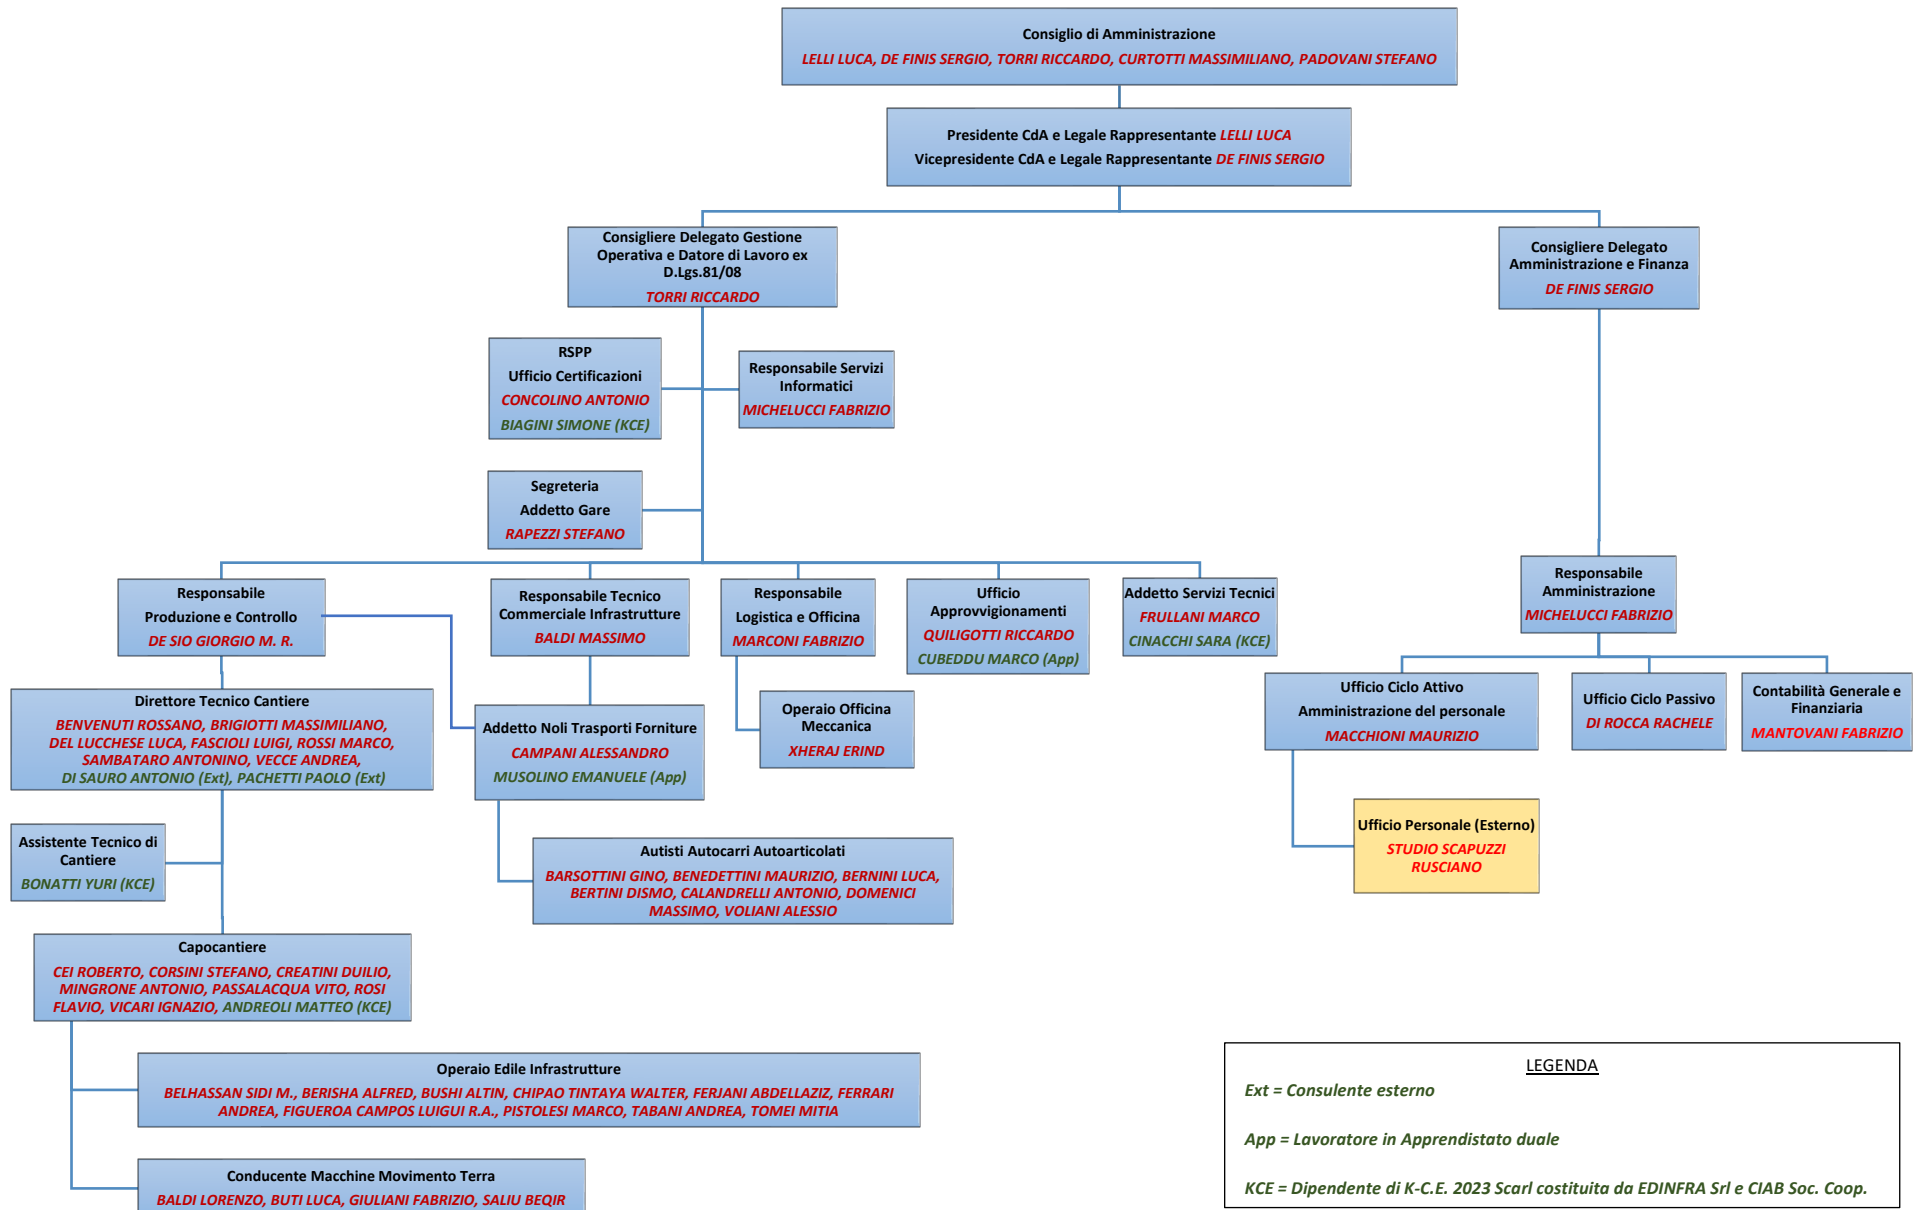 Consiglio di Amministrazione
LELLI LUCA, DE FINIS SERGIO, TORRI RICCARDO, CURTOTTI MASSIMILIANO, PADOVANI STEFANO
Presidente CdA e Legale Rappresentante LELLI LUCA
Vicepresidente CdA e Legale Rappresentante DE FINIS SERGIO
Consigliere Delegato Gestione
Operativa e Datore di Lavoro ex
D.Lgs.81/08
TORRI RICCARDO
Consigliere Delegato
Amministrazione e Finanza
DE FINIS SERGIO
RSPP
Ufficio Certificazioni
CONCOLINO ANTONIO
BIAGINI SIMONE (KCE)
Responsabile Servizi
Informatici
MICHELUCCI FABRIZIO
Segreteria
Addetto Gare
RAPEZZI STEFANO
Responsabile
Produzione e Controllo
DE SIO GIORGIO M. R.
Responsabile Tecnico
Commerciale Infrastrutture
BALDI MASSIMO
Responsabile
Logistica e Officina
MARCONI FABRIZIO
Ufficio
Approvvigionamenti
QUILIGOTTI RICCARDO
CUBEDDU MARCO (App)
Addetto Servizi Tecnici
FRULLANI MARCO
CINACCHI SARA (KCE)
Responsabile
Amministrazione
MICHELUCCI FABRIZIO
Direttore Tecnico Cantiere
BENVENUTI ROSSANO, BRIGIOTTI MASSIMILIANO,
DEL LUCCHESE LUCA, FASCIOLI LUIGI, ROSSI MARCO,
SAMBATARO ANTONINO, VECCE ANDREA,
DI SAURO ANTONIO (Ext), PACHETTI PAOLO (Ext)
Addetto Noli Trasporti Forniture
CAMPANI ALESSANDRO
MUSOLINO EMANUELE (App)
Operaio Officina
Meccanica
XHERAJ ERIND
Ufficio Ciclo Attivo
Amministrazione del personale
MACCHIONI MAURIZIO
Ufficio Ciclo Passivo
DI ROCCA RACHELE
Contabilità Generale e
Finanziaria
MANTOVANI FABRIZIO
Assistente Tecnico di
Cantiere
BONATTI YURI (KCE)
Autisti Autocarri Autoarticolati
BARSOTTINI GINO, BENEDETTINI MAURIZIO, BERNINI LUCA,
BERTINI DISMO, CALANDRELLI ANTONIO, DOMENICI
MASSIMO, VOLIANI ALESSIO
Ufficio Personale (Esterno)
STUDIO SCAPUZZI
RUSCIANO
Capocantiere
CEI ROBERTO, CORSINI STEFANO, CREATINI DUILIO,
MINGRONE ANTONIO, PASSALACQUA VITO, ROSI
FLAVIO, VICARI IGNAZIO, ANDREOLI MATTEO (KCE)
Operaio Edile Infrastrutture
BELHASSAN SIDI M., BERISHA ALFRED, BUSHI ALTIN, CHIPAO TINTAYA WALTER, FERJANI ABDELLAZIZ, FERRARI
ANDREA, FIGUEROA CAMPOS LUIGUI R.A., PISTOLESI MARCO, TABANI ANDREA, TOMEI MITIA
Conducente Macchine Movimento Terra
BALDI LORENZO, BUTI LUCA, GIULIANI FABRIZIO, SALIU BEQIR
LEGENDA
Ext = Consulente esterno
App = Lavoratore in Apprendistato duale
KCE = Dipendente di K-C.E. 2023 Scarl costituita da EDINFRA Srl e CIAB Soc. Coop.